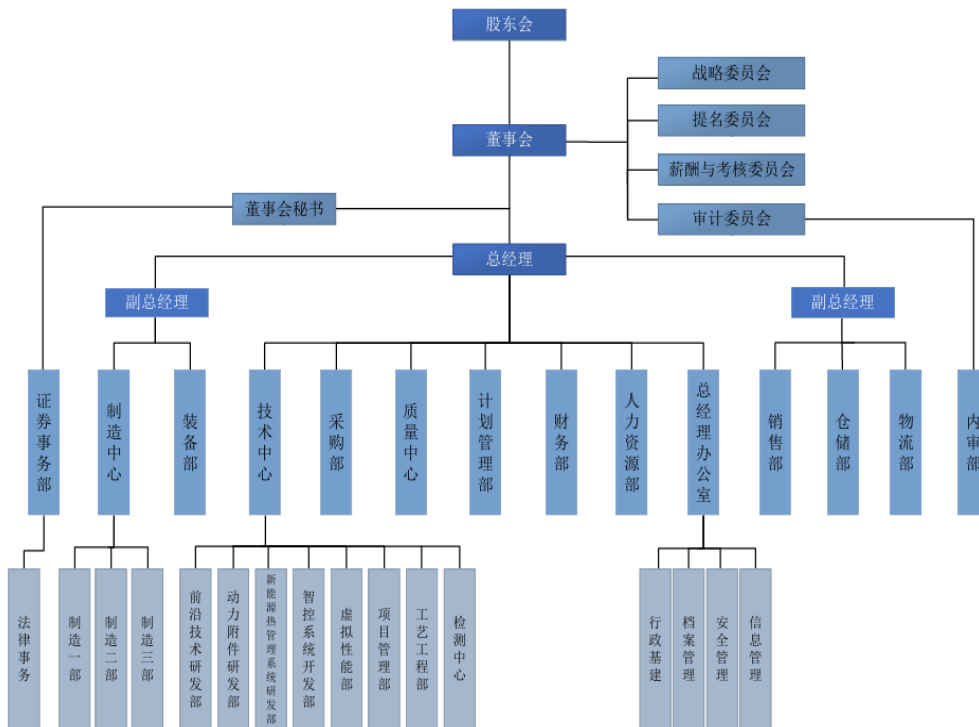 股东会
战略委员会
提名委员会
董事会
薪酬与考核委员会
董事会秘书
审计委员会
总经理
副总经理
副总经理
证券事务部
制造中心
装备部
技术中心
采购部
质量中心
计划管理部
财务部
人力资源部
总经理办公室
销售部
仓储部
物流部
内审部
法律事务
制造一部
制造二部
制造三部
前沿技术研发部
动力附件研发部
新能源热管理系统研发部
智控系统开发部
虚拟性能部
项目管理部
工艺工程部
检测中心
行政基建
档案管理
安全管理
信息管理